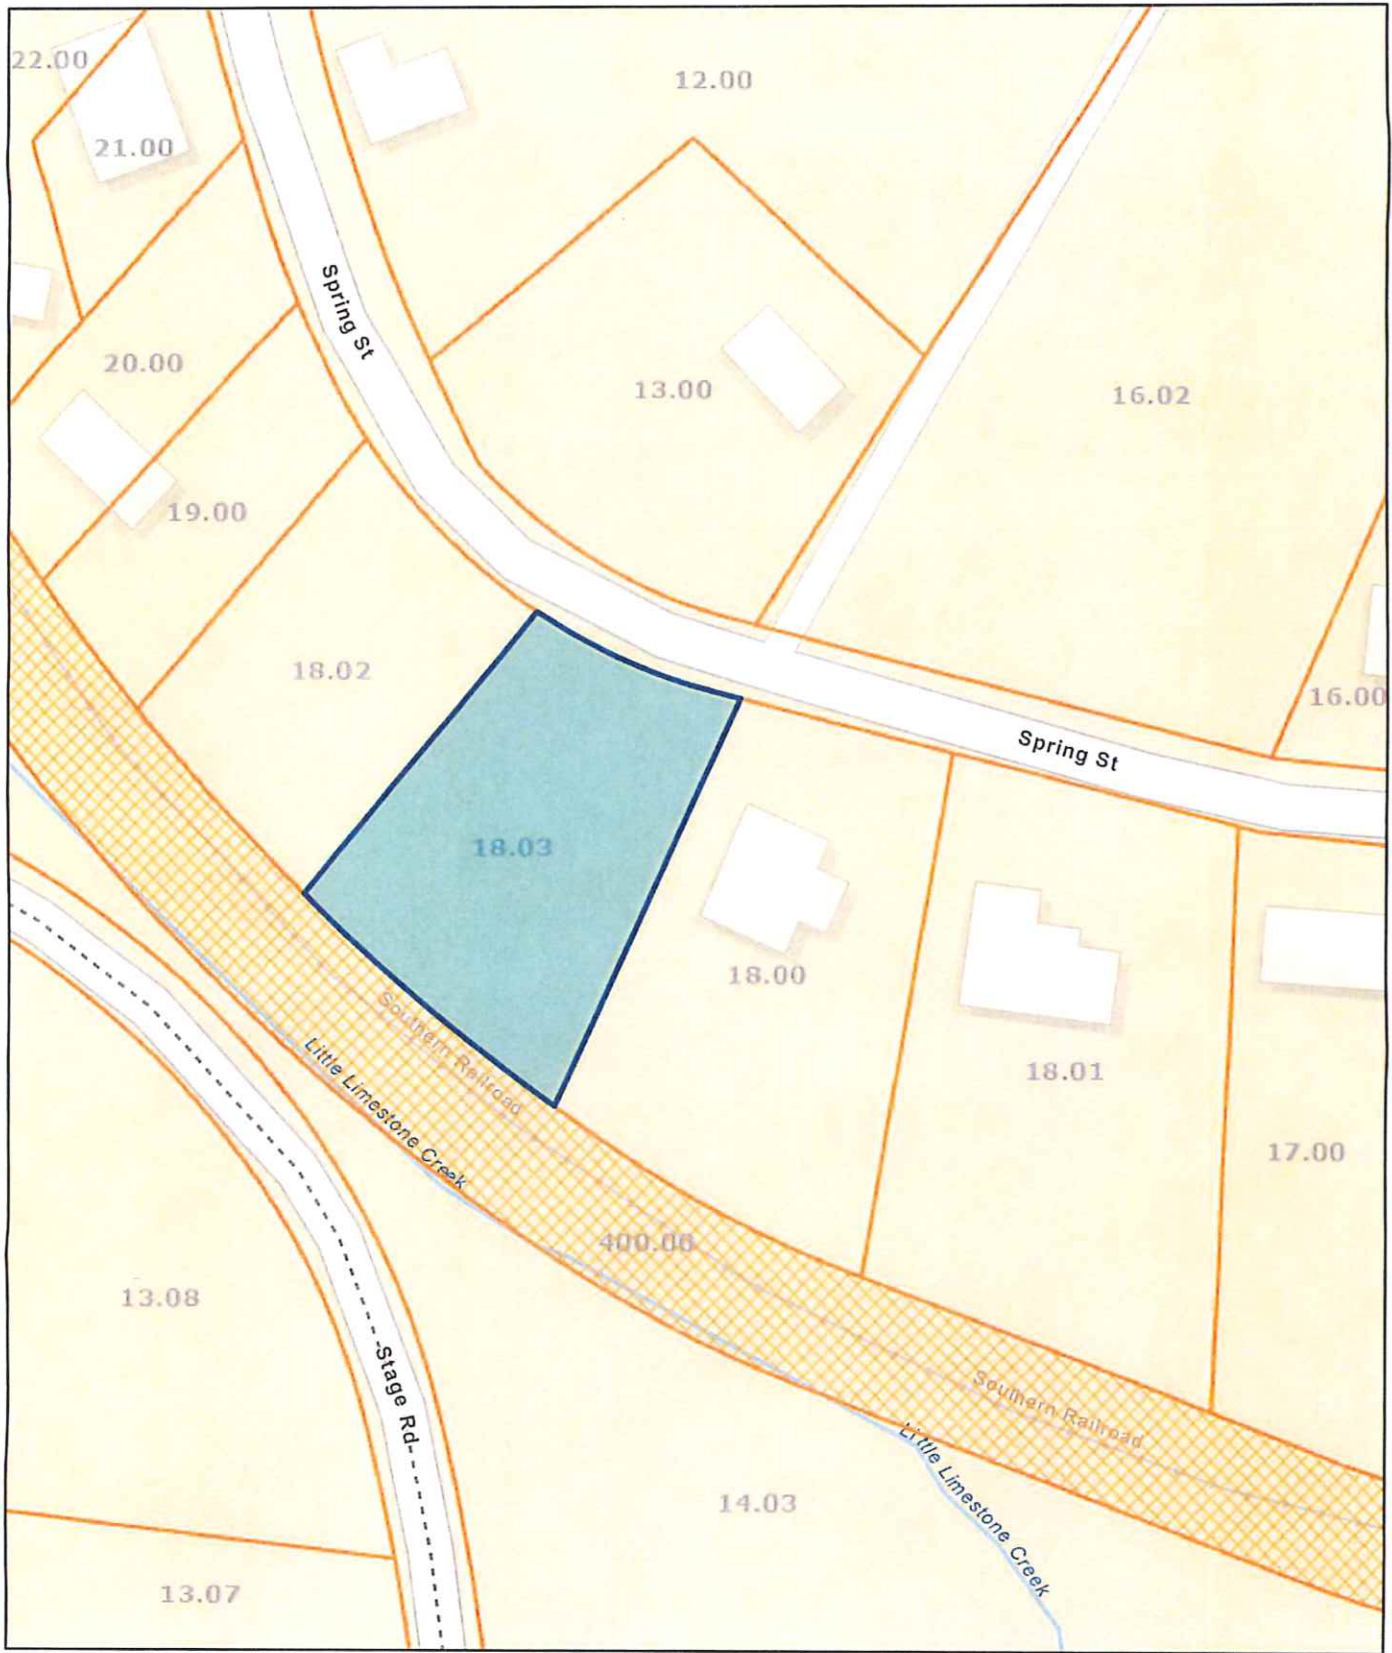 22.00
12.00
21.00
Spring St
20.00
13.00
16.02
19.00
18.02
16.00
Spring St
18.03
18.00
Southern Railroad
Little Limestone Creek
18.01
17.00
400.00
13.08
Stage Rd
Southern Railroad
Little Limestone Creek
14.03
13.07